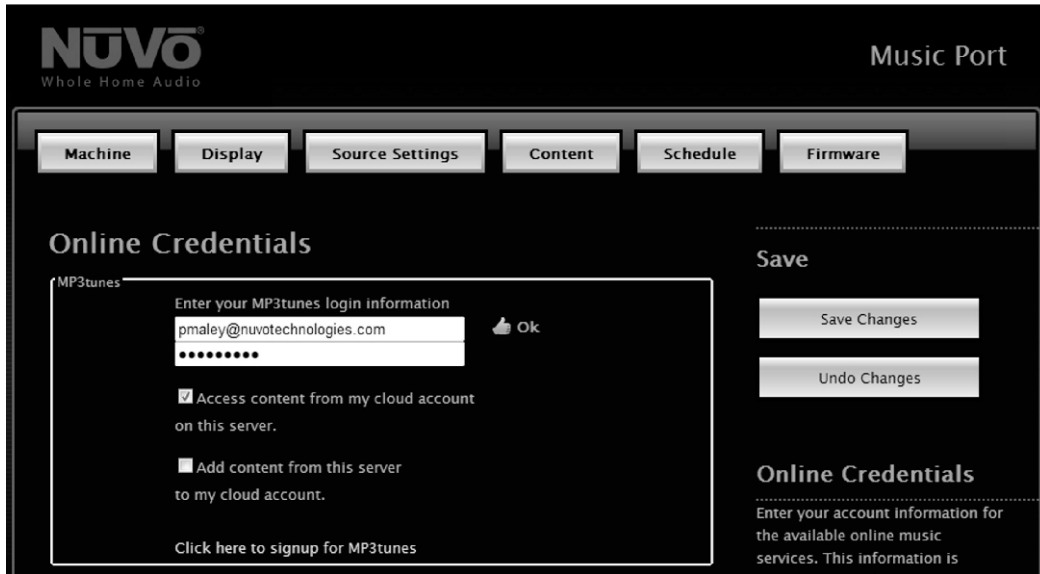 NŪVŌ®
Whole Home Audio
Music Port
Machine
Display
Source Settings
Content
Schedule
Firmware
Online Credentials
MP3tunes
Enter your MP3tunes login information
pmaley@nuvotechnologies.com
•••••••••
Ok
Access content from my cloud account
on this server.
Add content from this server
to my cloud account.
Click here to signup for MP3tunes
Save
Save Changes
Undo Changes
Online Credentials
Enter your account information for
the available online music
services. This information is